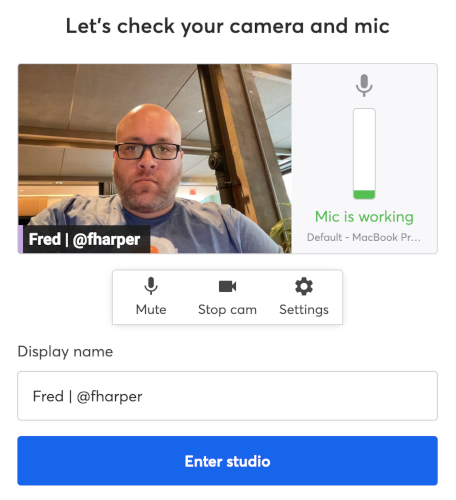 Let's check your camera and mic
Fred | @fharper
Mic is working
Default - MacBook Pr...
Mute
Stop cam
Settings
Display name
Fred | @fharper
Enter studio